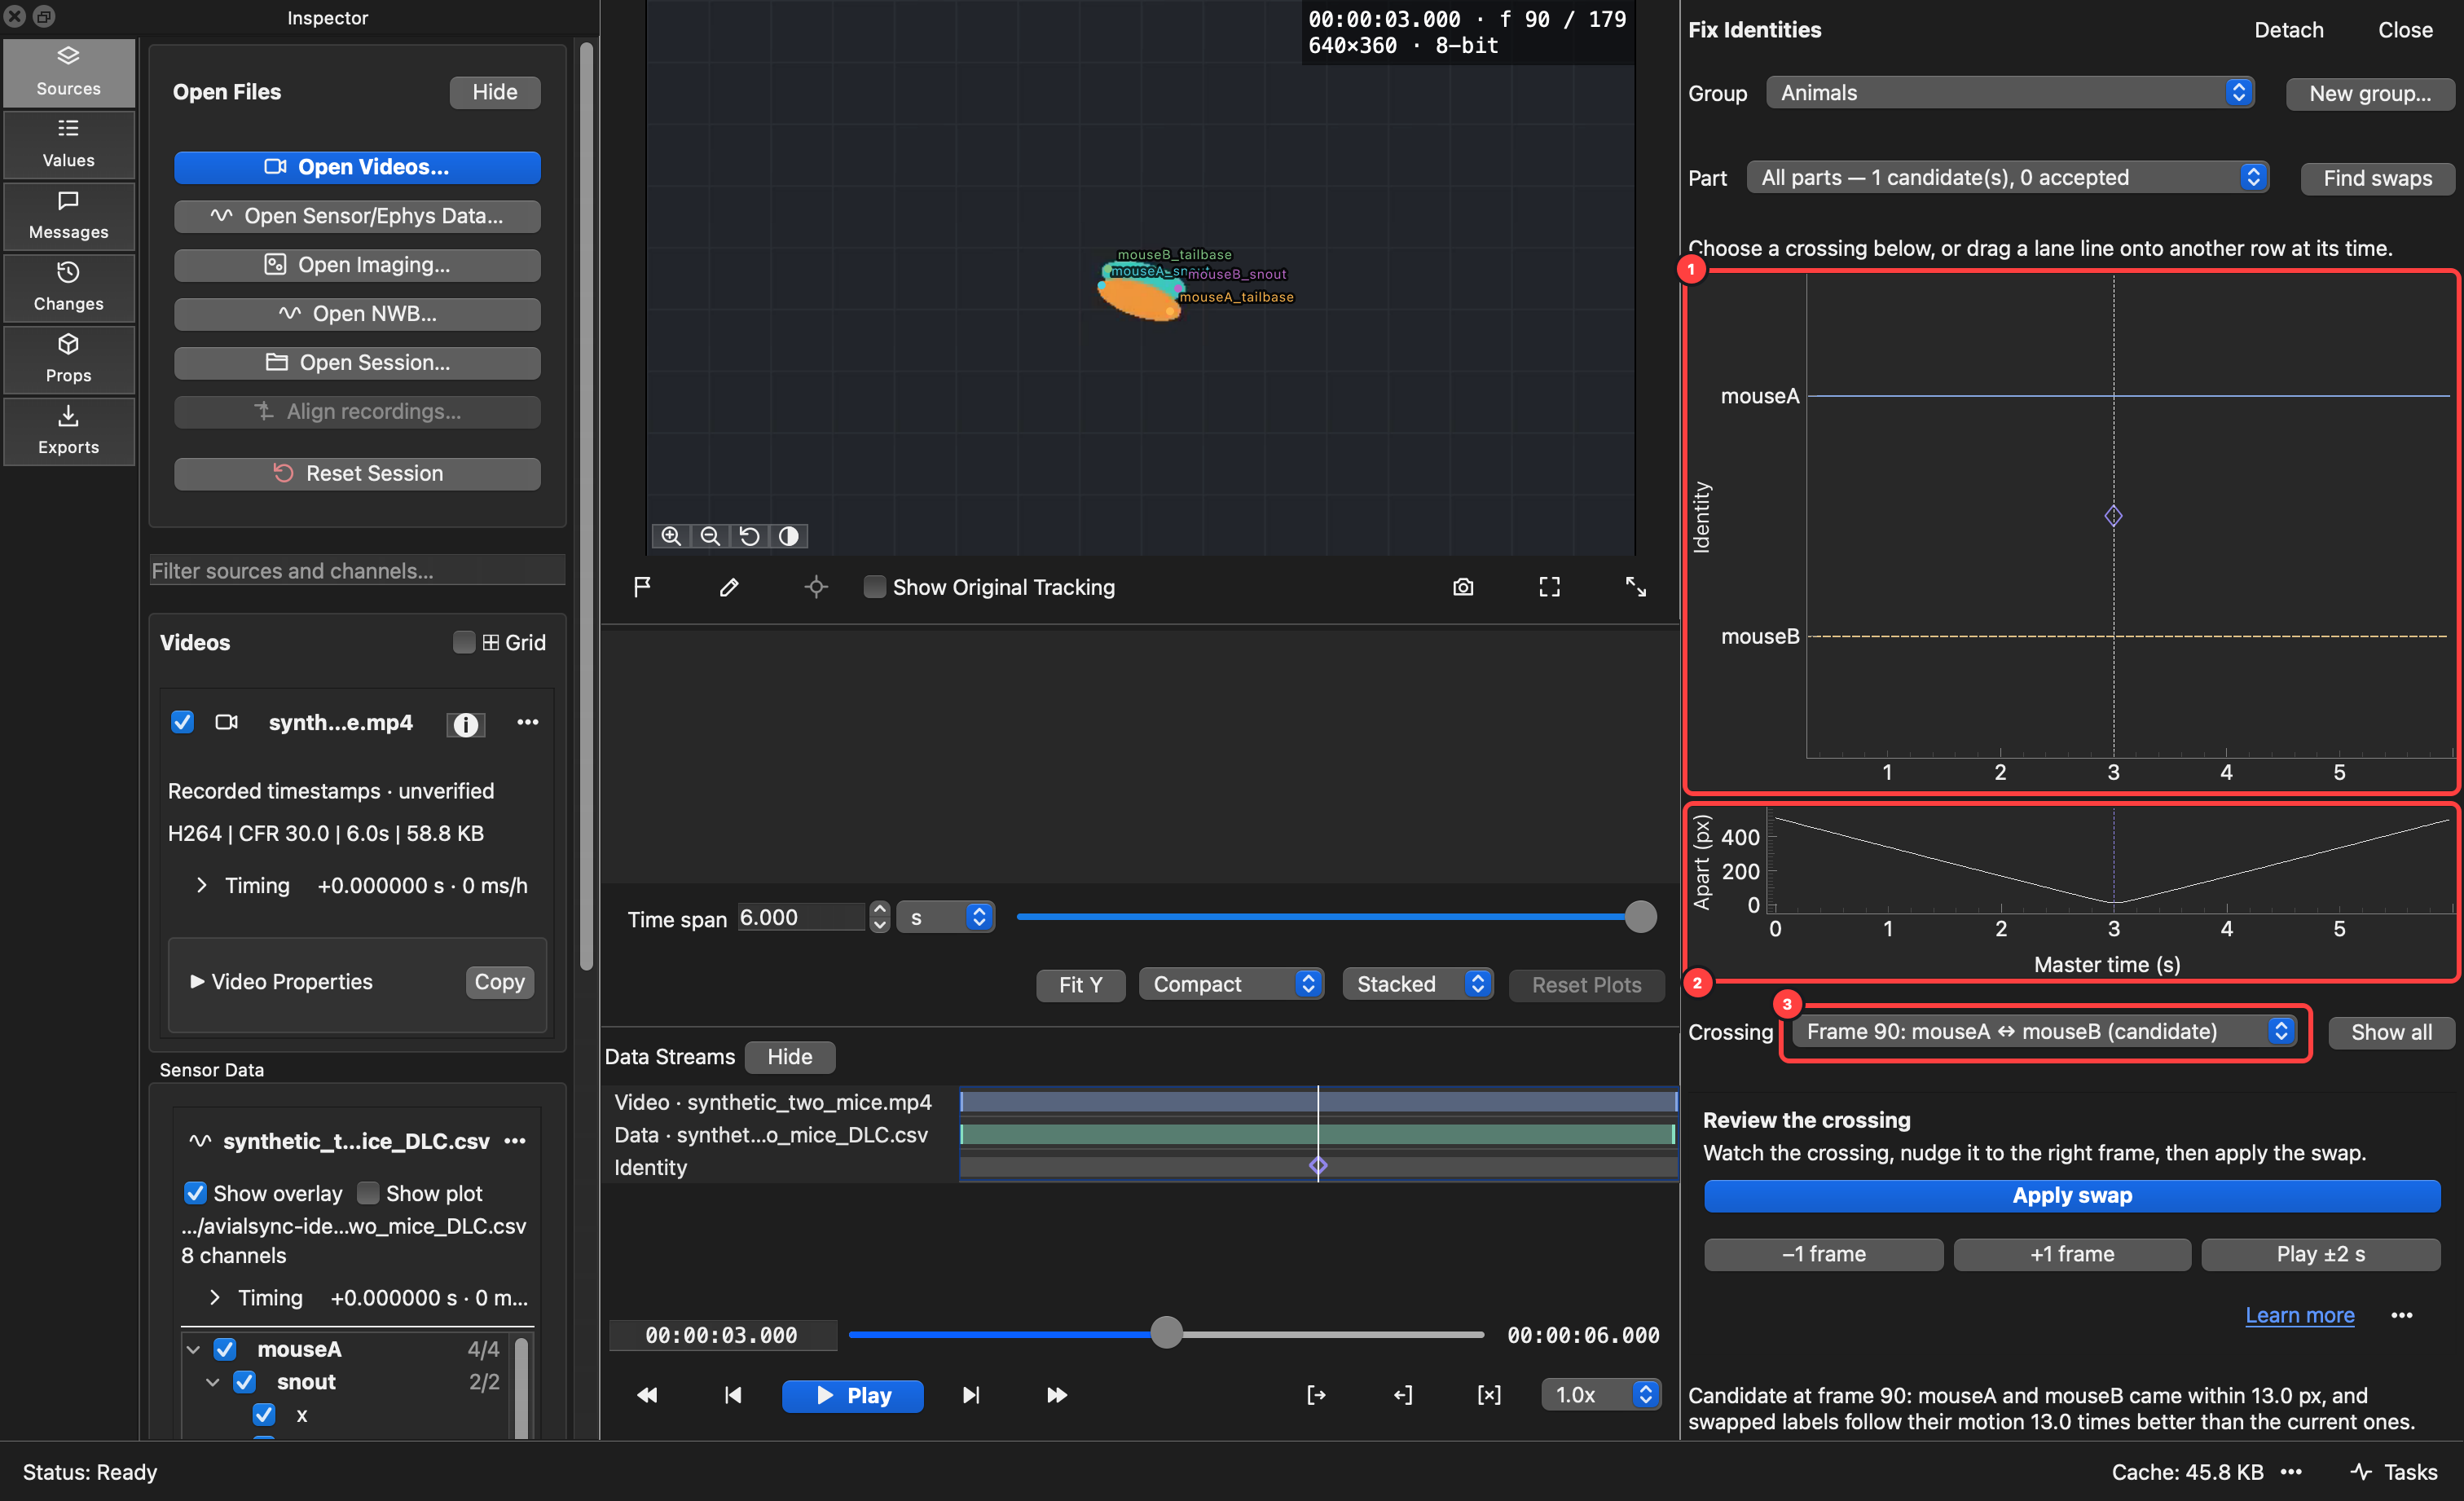 Inspector
Sources
Values
Messages
Changes
Props
Exports
Open Files
Hide
Open Videos...
Open Sensor/Ephys Data...
Open Imaging...
Open NWB...
Open Session...
Align recordings...
Reset Session
Filter sources and channels...
Videos
Grid
synth...e.mp4
Recorded timestamps · unverified
H264 | CFR 30.0 | 6.0s | 58.8 KB
Timing +0.000000 s · 0 ms/h
Video Properties
Copy
Sensor Data
synthetic_t...ice_DLC.csv
Show overlay
Show plot
.../avialsync-ide...wo_mice_DLC.csv
8 channels
Timing +0.000000 s · 0 m...
mouseA 4/4
snout 2/2
x
00:00:03.000 · f 90 / 179
640×360 · 8-bit
mouseB_tailbase
mouseB_snout
mouseA_tailbase
Show Original Tracking
Time span 6.000 s
Fit Y
Compact
Stacked
Reset Plots
Data Streams
Hide
Video · synthetic_two_mice.mp4
Data · synthet...o_mice_DLC.csv
Identity
00:00:03.000
00:00:06.000
Play
1.0x
Fix Identities
Detach
Close
Group
Animals
New group...
Part
All parts — 1 candidate(s), 0 accepted
Find swaps
Choose a crossing below, or drag a lane line onto another row at its time.
1
mouseA
Identity
mouseB
1 2 3 4 5
Apart (px)
400
200
0
0 1 2 3 4 5
Master time (s)
2
3
Crossing
Frame 90: mouseA ↔ mouseB (candidate)
Show all
Review the crossing
Watch the crossing, nudge it to the right frame, then apply the swap.
Apply swap
−1 frame
+1 frame
Play ±2 s
Learn more
Candidate at frame 90: mouseA and mouseB came within 13.0 px, and
swapped labels follow their motion 13.0 times better than the current ones.
Status: Ready
Cache: 45.8 KB
Tasks